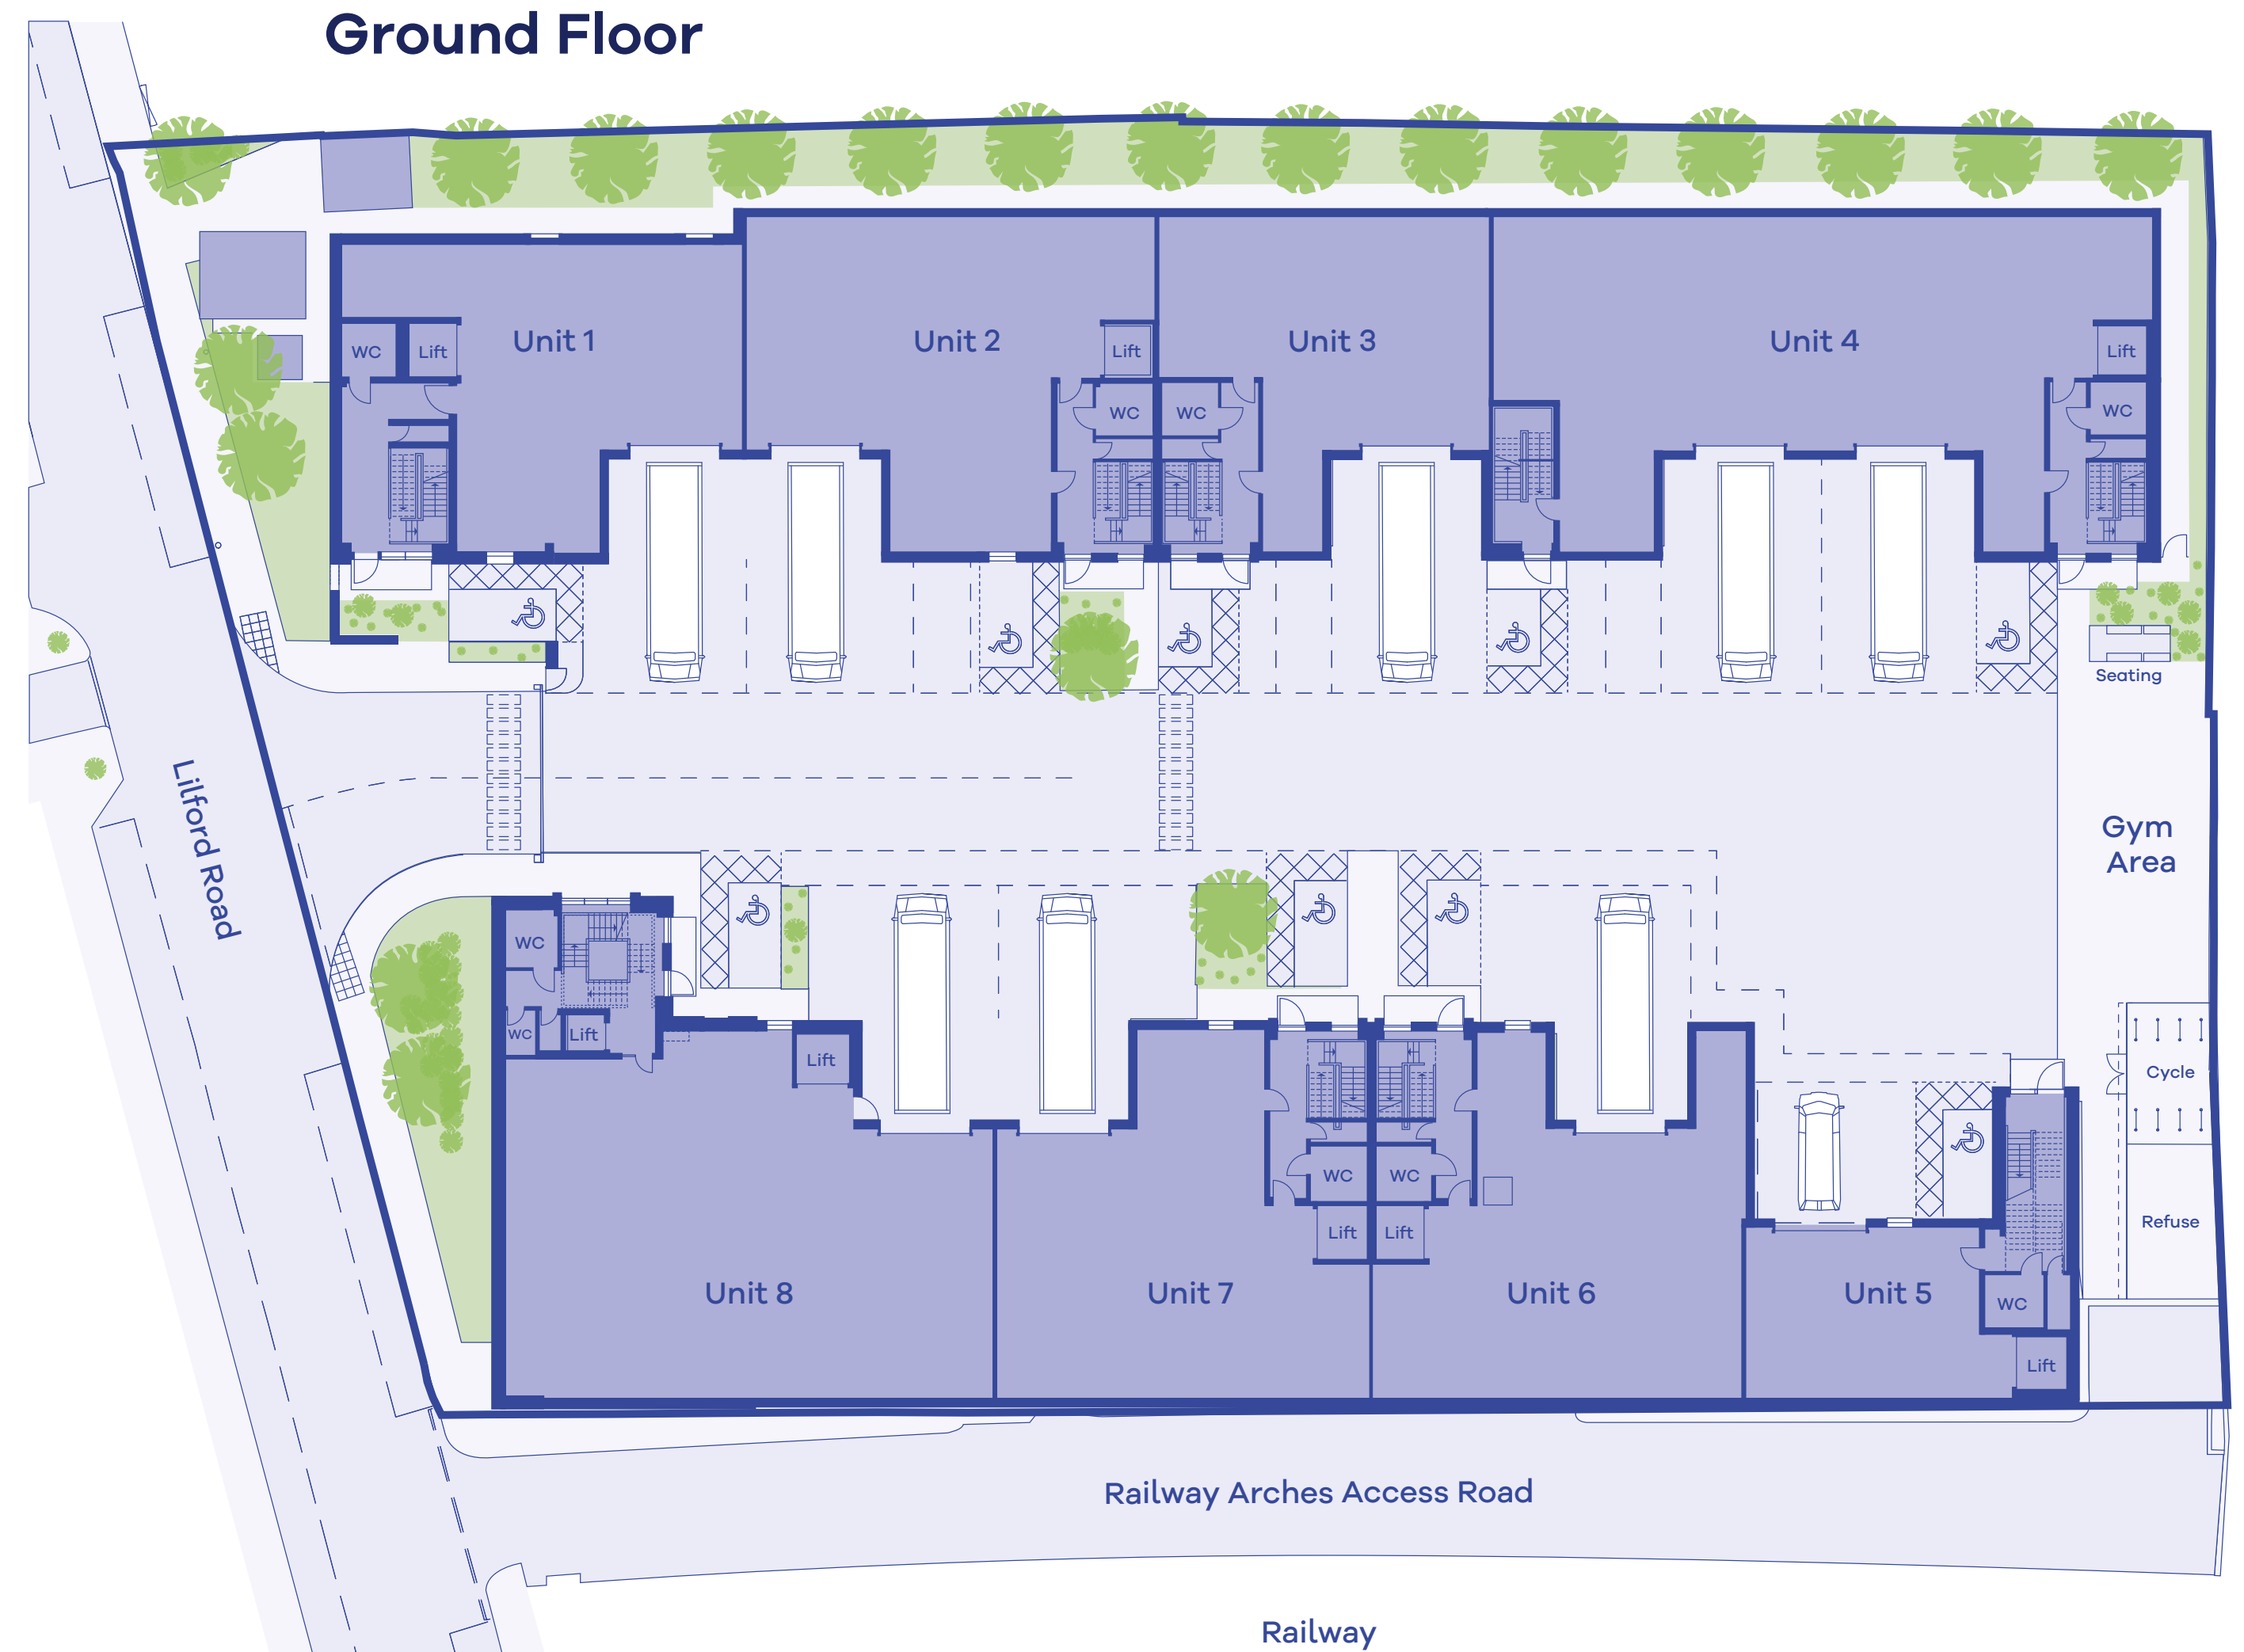 Ground Floor
Unit 1
Unit 2
Unit 3
Unit 4
WC
Lift
Lift
Lift
WC
WC
WC
Seating
Lilford Road
Gym
Area
WC
WC
Lift
Lift
Cycle
WC
WC
Refuse
Lift
Lift
Unit 8
Unit 7
Unit 6
Unit 5
WC
Lift
Railway Arches Access Road
Railway